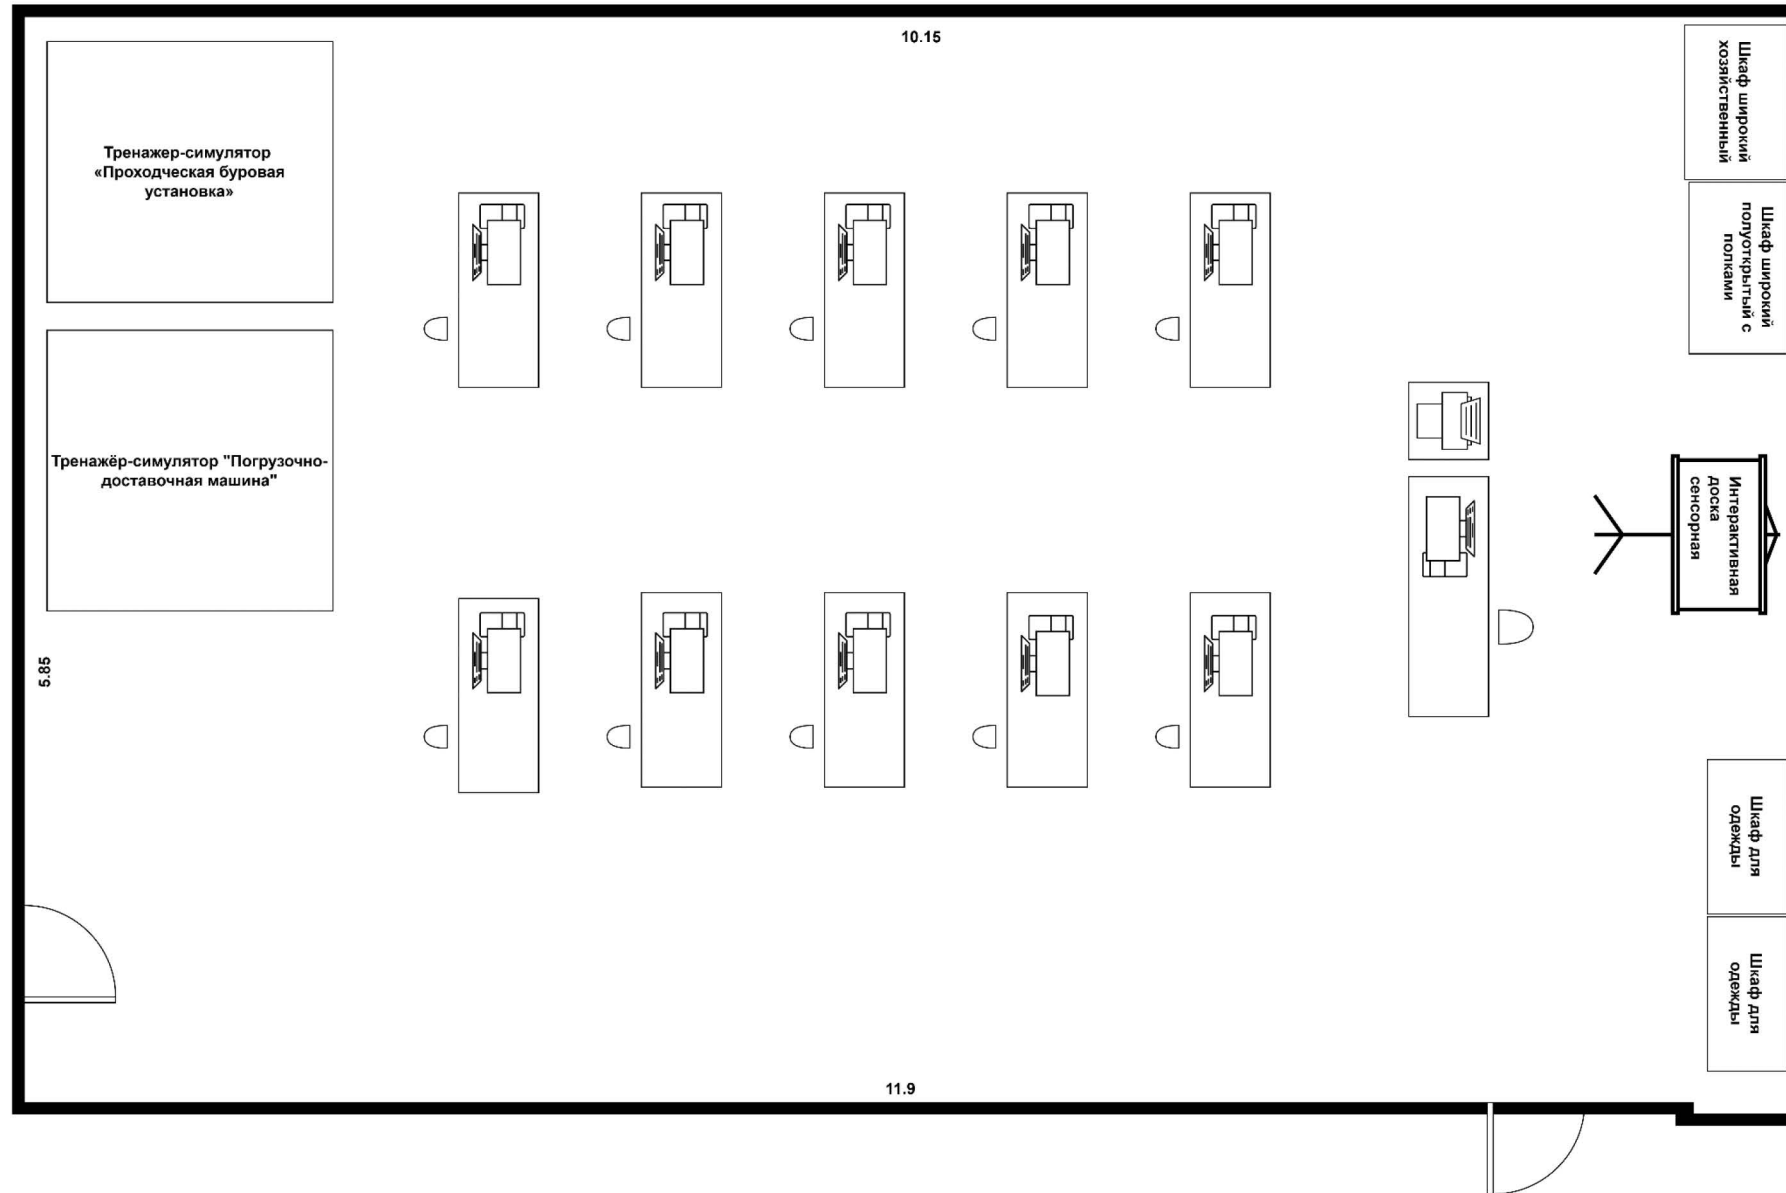 10.15
Шкаф широкий
хозяйственный
Тренажер-симулятор
«Проходческая буровая
установка»
Шкаф широкий
полуоткрытый с
полками
Тренажёр-симулятор "Погрузочно-
доставочная машина"
Интерактивная
доска
сенсорная
5.85
Шкаф для
одежды
Шкаф для
одежды
11.9